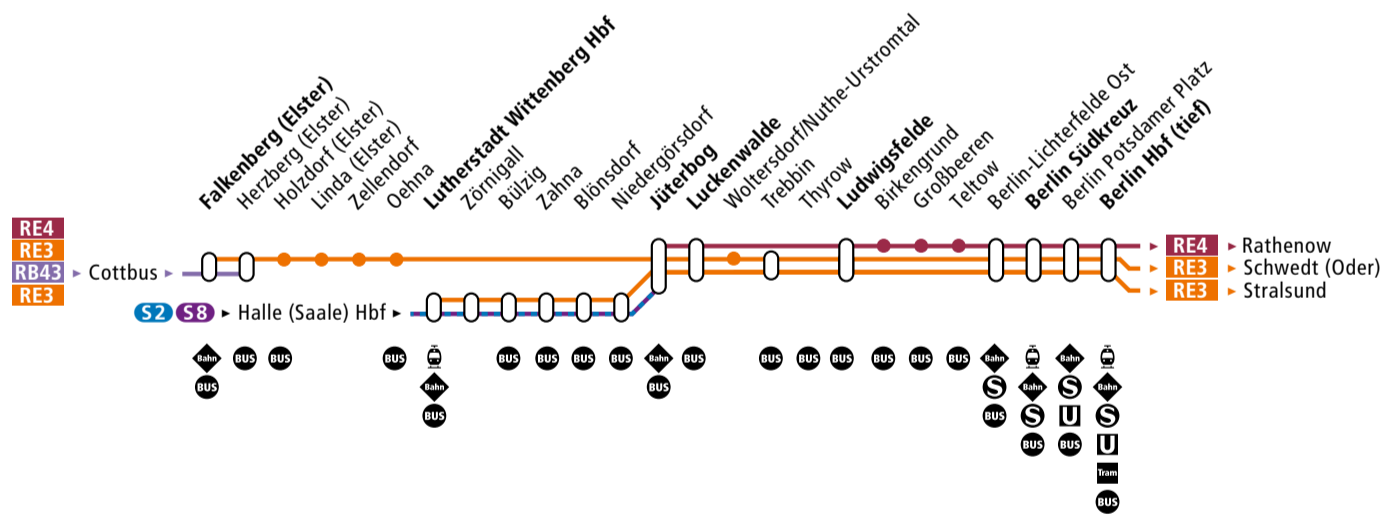 Falkenberg (Elster)
Herzberg (Elster)
Holzdorf (Elster)
Linda (Elster)
Zellendorf
Oehna
Lutherstadt Wittenberg Hbf
Zörnigall
Bülzig
Zahna
Blönsdorf
Niedergörsdorf
Jüterbog
Luckenwalde
Woltersdorf/Nuthe-Urstromtal
Trebbin
Thyrow
Ludwigsfelde
Birkengrund
Großbeeren
Teltow
Berlin-Lichterfelde Ost
Berlin Südkreuz
Berlin Potsdamer Platz
Berlin Hbf (tief)
RE4
RE3
RB43 Cottbus
RE3
S2 S8 Halle (Saale) Hbf
RE4 Rathenow
RE3 Schwedt (Oder)
RE3 Stralsund
Bahn BUS BUS BUS BUS BUS BUS BUS Bahn BUS BUS BUS BUS BUS BUS BUS Bahn Bahn
BUS Bahn BUS S Bahn S Bahn
BUS BUS S U S
BUS BUS U
Tram
BUS